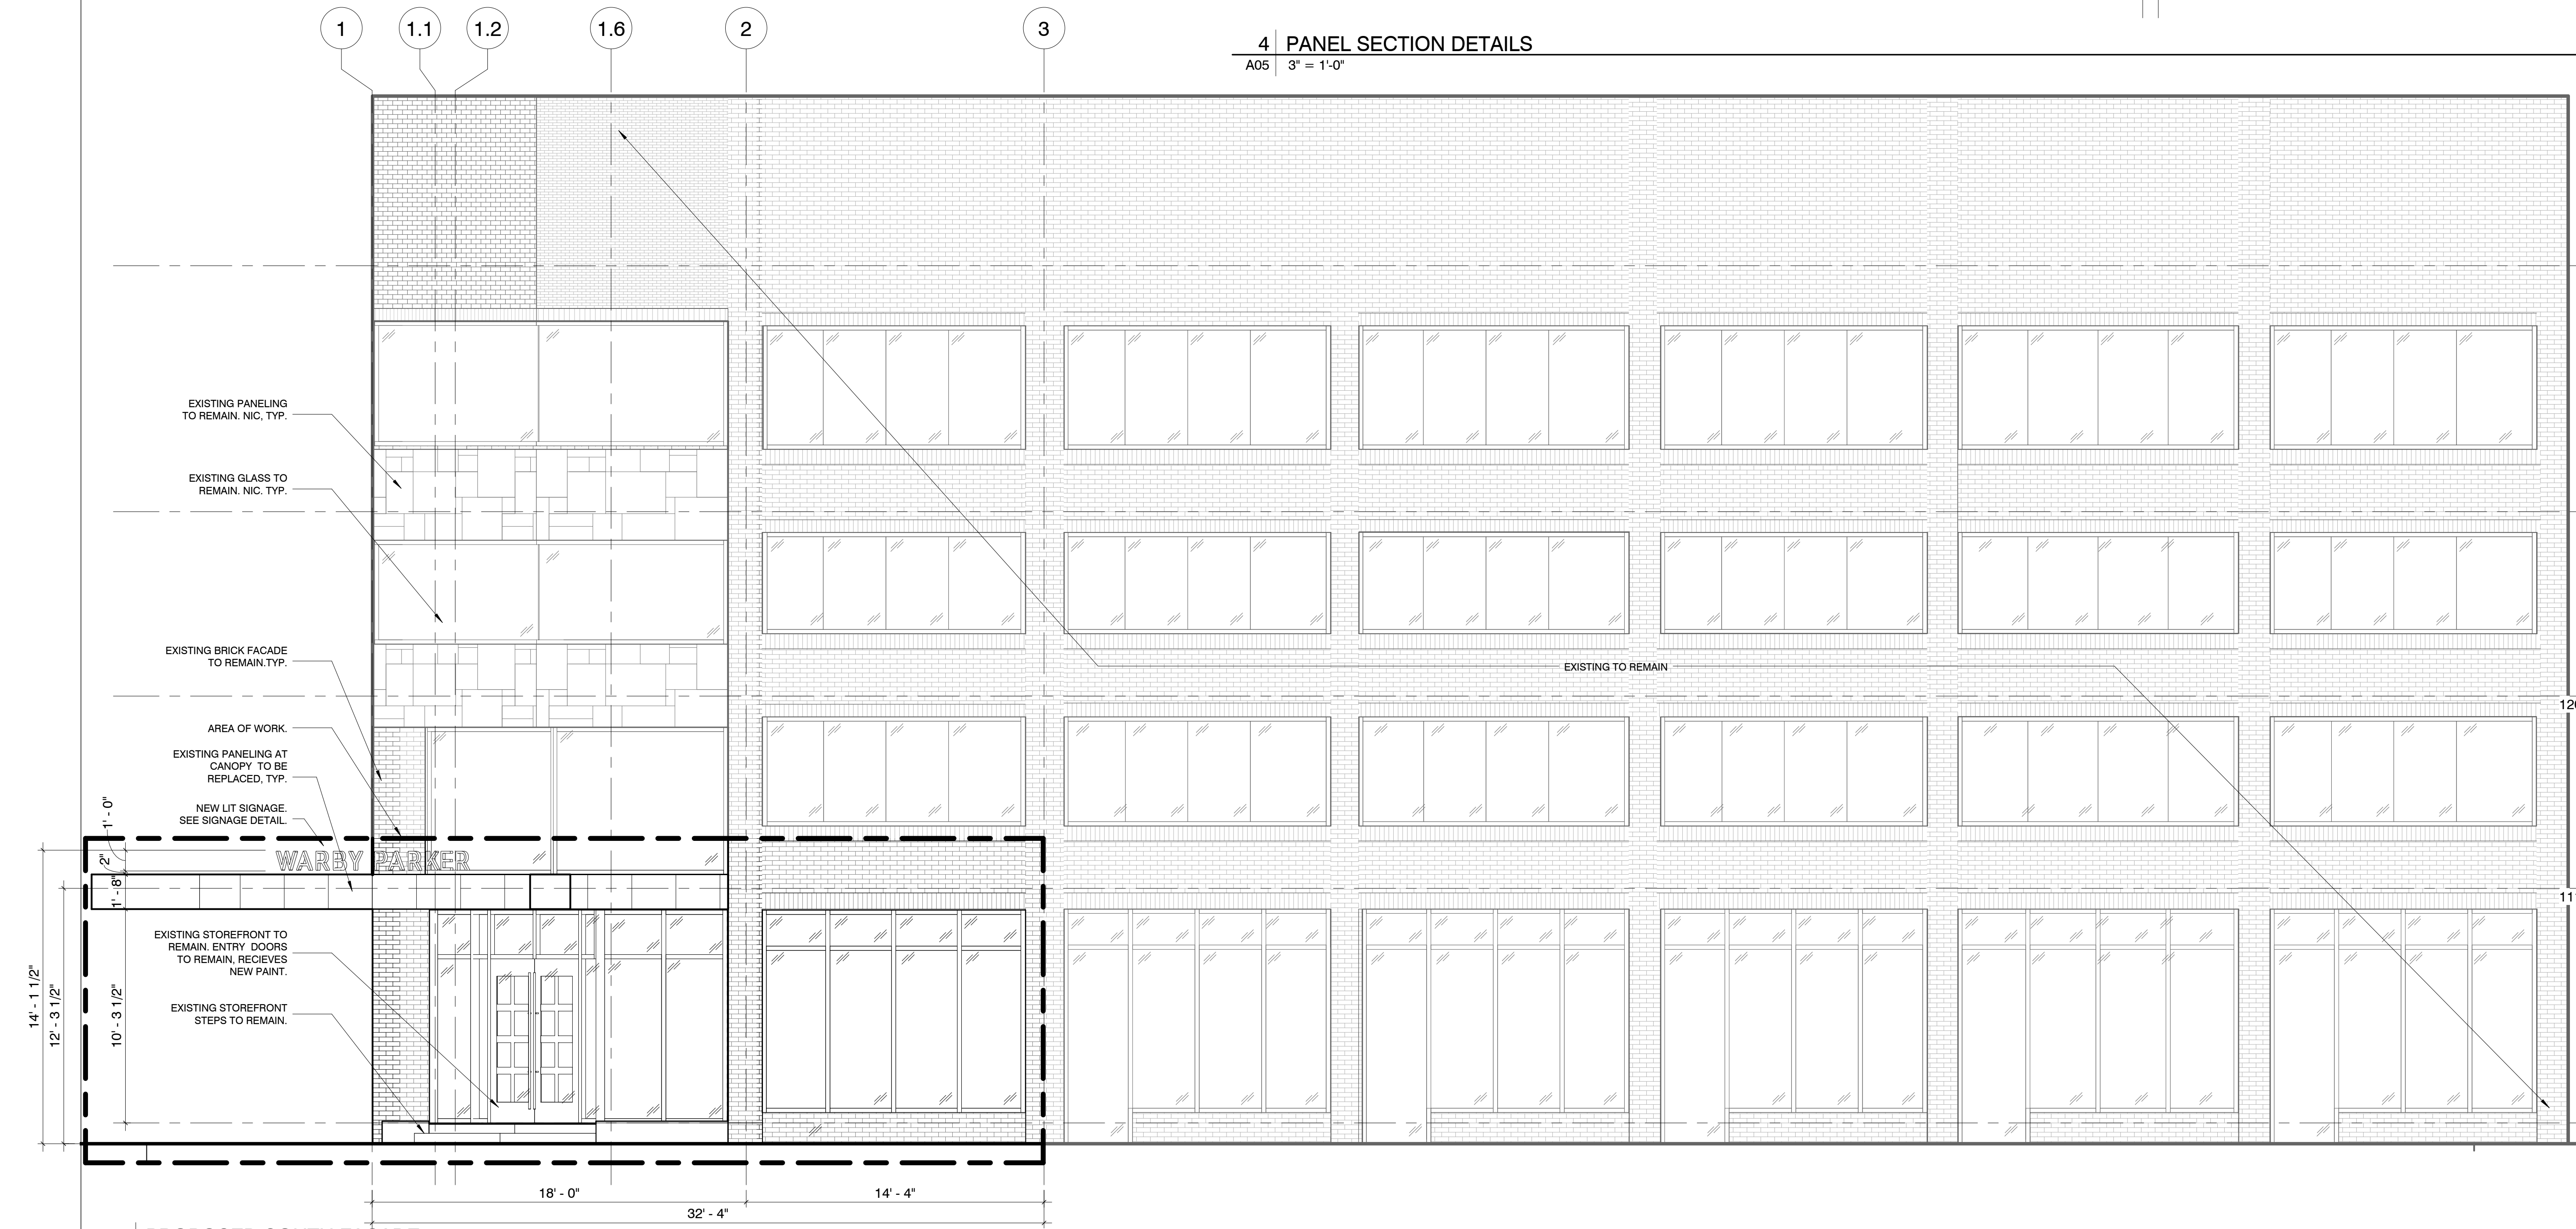 1
1.1
1.2
1.6
2
3
4
PANEL SECTION DETAILS
A05
3" = 1'-0"
EXISTING PANELING
TO REMAIN. NIC, TYP.
EXISTING GLASS TO
REMAIN. NIC. TYP.
EXISTING BRICK FACADE
TO REMAIN.TYP.
EXISTING TO REMAIN
AREA OF WORK.
EXISTING PANELING AT
CANOPY TO BE
REPLACED, TYP.
NEW LIT SIGNAGE.
SEE SIGNAGE DETAIL.
WARBY PARKER
1' - 0"
2"
1' - 8"
EXISTING STOREFRONT TO
REMAIN. ENTRY DOORS
TO REMAIN, RECIEVES
NEW PAINT.
EXISTING STOREFRONT
STEPS TO REMAIN.
14' - 1 1/2"
12' - 3 1/2"
10' - 3 1/2"
18' - 0"
14' - 4"
32' - 4"